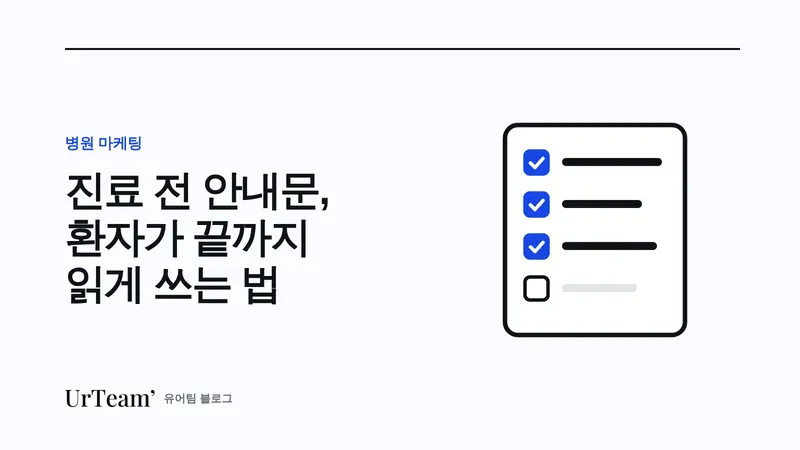 병원 마케팅
진료 전 안내문,
환자가 끝까지
읽게 쓰는 법
UrTeam’ 유어팀 블로그